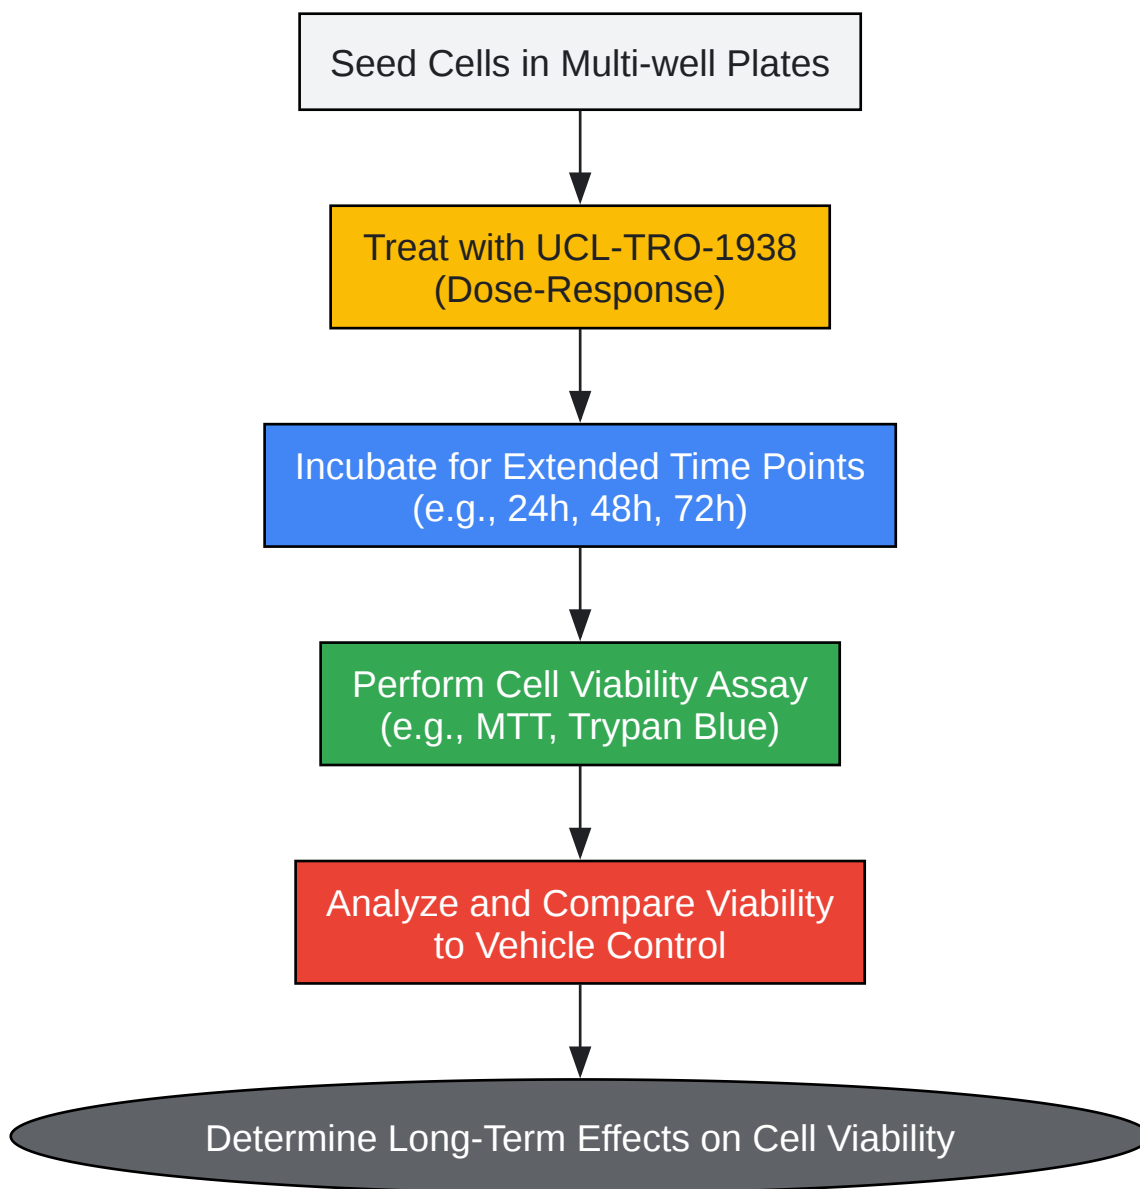 Seed Cells in Multi-well Plates
Treat with UCL-TRO-1938
(Dose-Response)
Incubate for Extended Time Points
(e.g., 24h, 48h, 72h)
Perform Cell Viability Assay
(e.g., MTT, Trypan Blue)
Analyze and Compare Viability
to Vehicle Control
Determine Long-Term Effects on Cell Viability